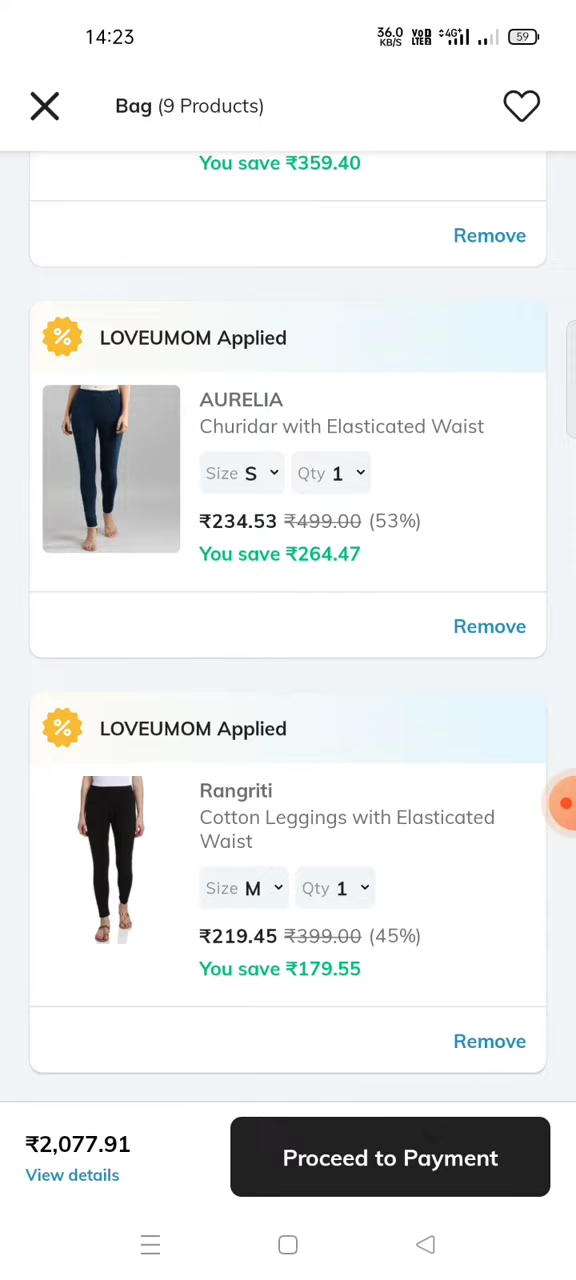 14:23
36.0 KB/S VoD LTE 4G+ 59
Bag (9 Products)
You save ₹359.40
Remove
LOVEUMOM Applied
AURELIA
Churidar with Elasticated Waist
Size S Qty 1
₹234.53 ₹499.00 (53%)
You save ₹264.47
Remove
LOVEUMOM Applied
Rangriti
Cotton Leggings with Elasticated
Waist
Size M Qty 1
₹219.45 ₹399.00 (45%)
You save ₹179.55
Remove
₹2,077.91
View details
Proceed to Payment